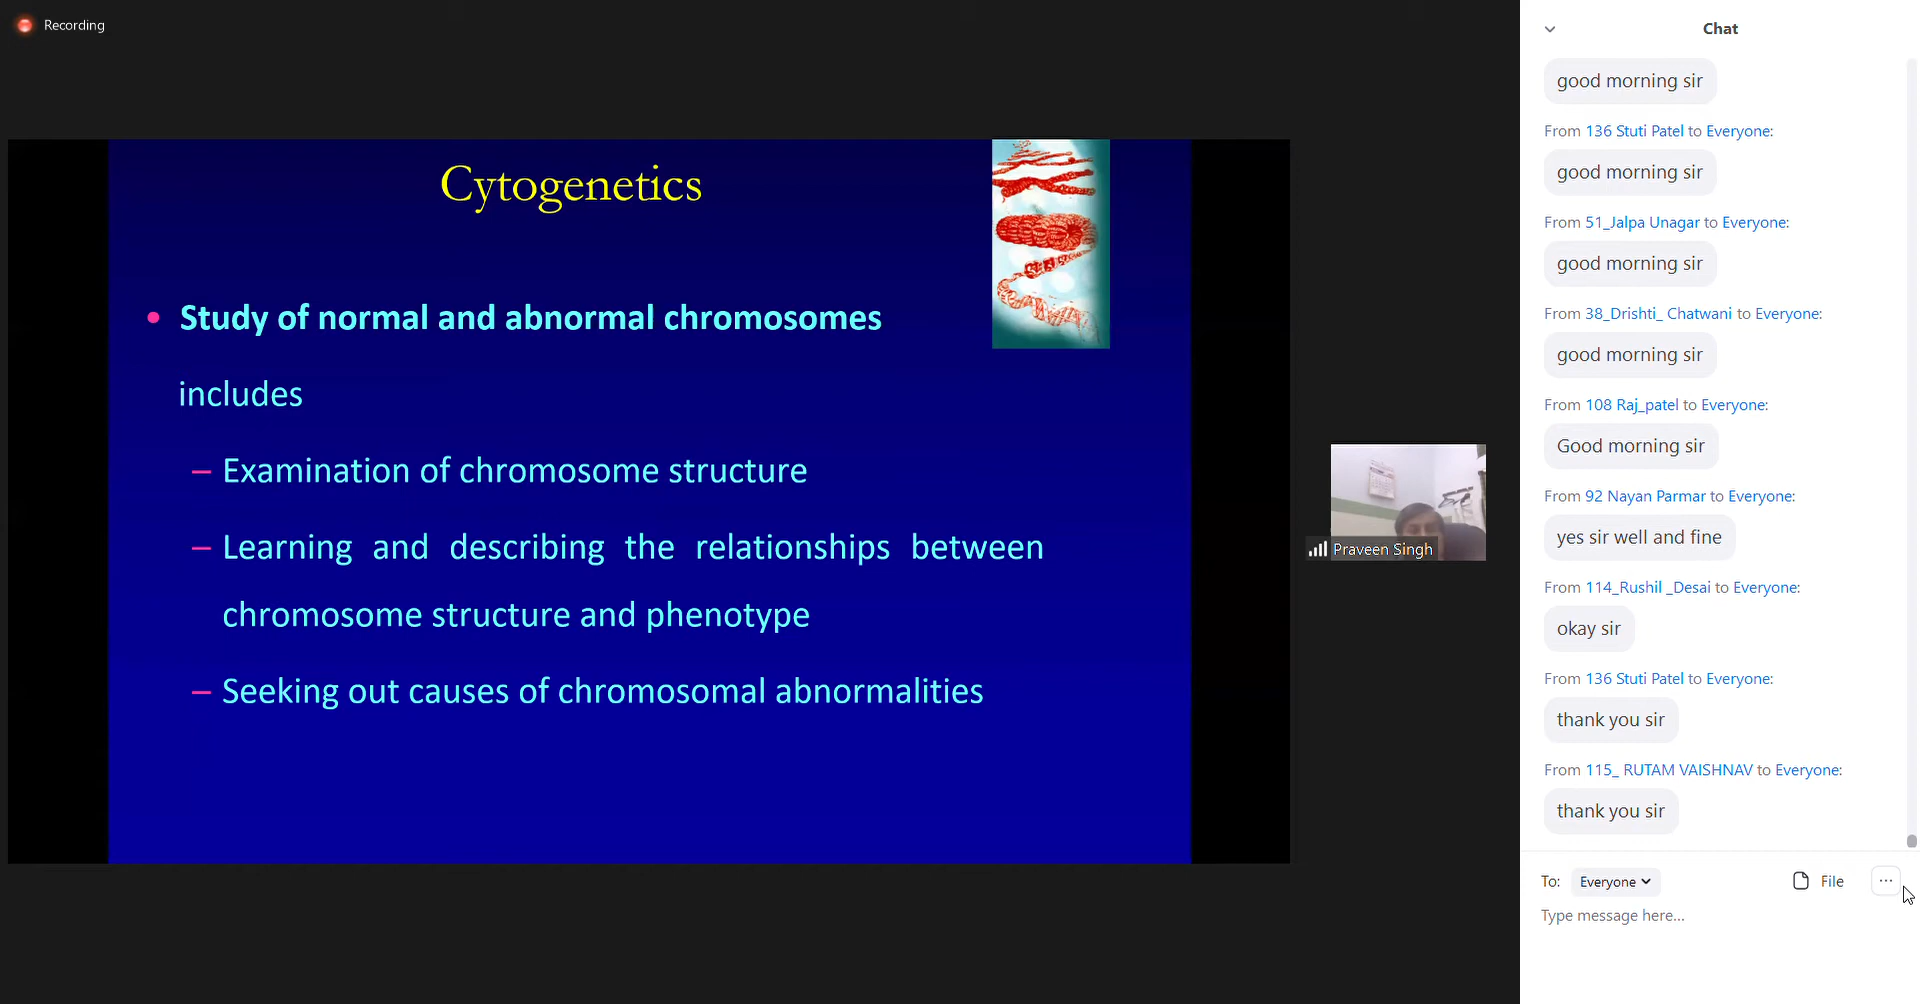 Recording
Cytogenetics
• Study of normal and abnormal chromosomes
includes
– Examination of chromosome structure
– Learning and describing the relationships between
chromosome structure and phenotype
– Seeking out causes of chromosomal abnormalities
Praveen Singh
Chat
good morning sir
From 136 Stuti Patel to Everyone:
good morning sir
From 51_Jalpa Unagar to Everyone:
good morning sir
From 38_Drishti_ Chatwani to Everyone:
good morning sir
From 108 Raj_patel to Everyone:
Good morning sir
From 92 Nayan Parmar to Everyone:
yes sir well and fine
From 114_Rushil _Desai to Everyone:
okay sir
From 136 Stuti Patel to Everyone:
thank you sir
From 115_ RUTAM VAISHNAV to Everyone:
thank you sir
To: Everyone File ...
Type message here...